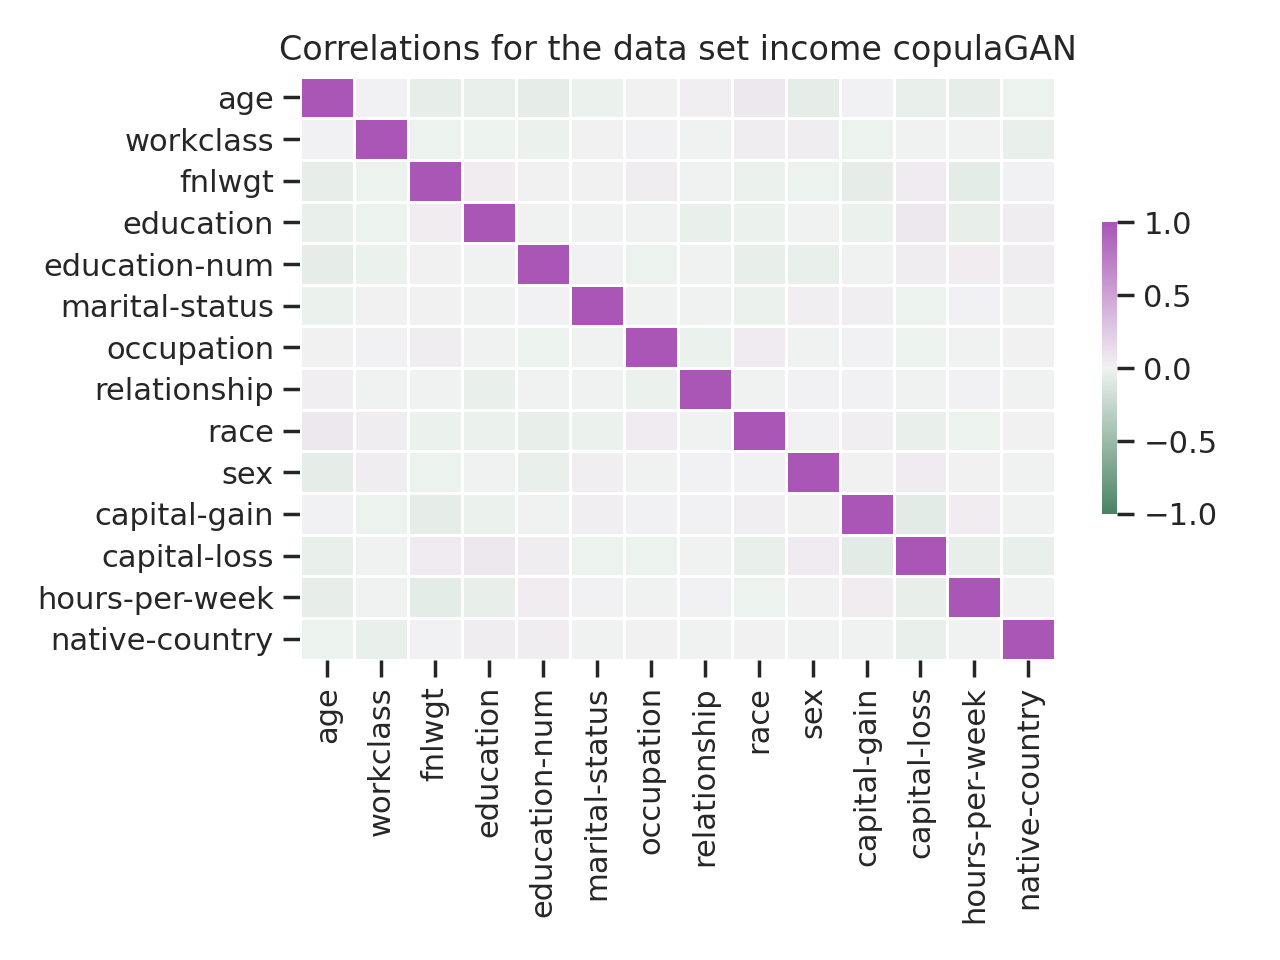 Correlations for the data set income copulaGAN
age
workclass
fnlwgt
education
education-num
marital-status
occupation
relationship
race
sex
capital-gain
capital-loss
hours-per-week
native-country
age
workclass
fnlwgt
education
education-num
marital-status
occupation
relationship
race
sex
capital-gain
capital-loss
hours-per-week
native-country
1.0
0.5
0.0
−0.5
−1.0